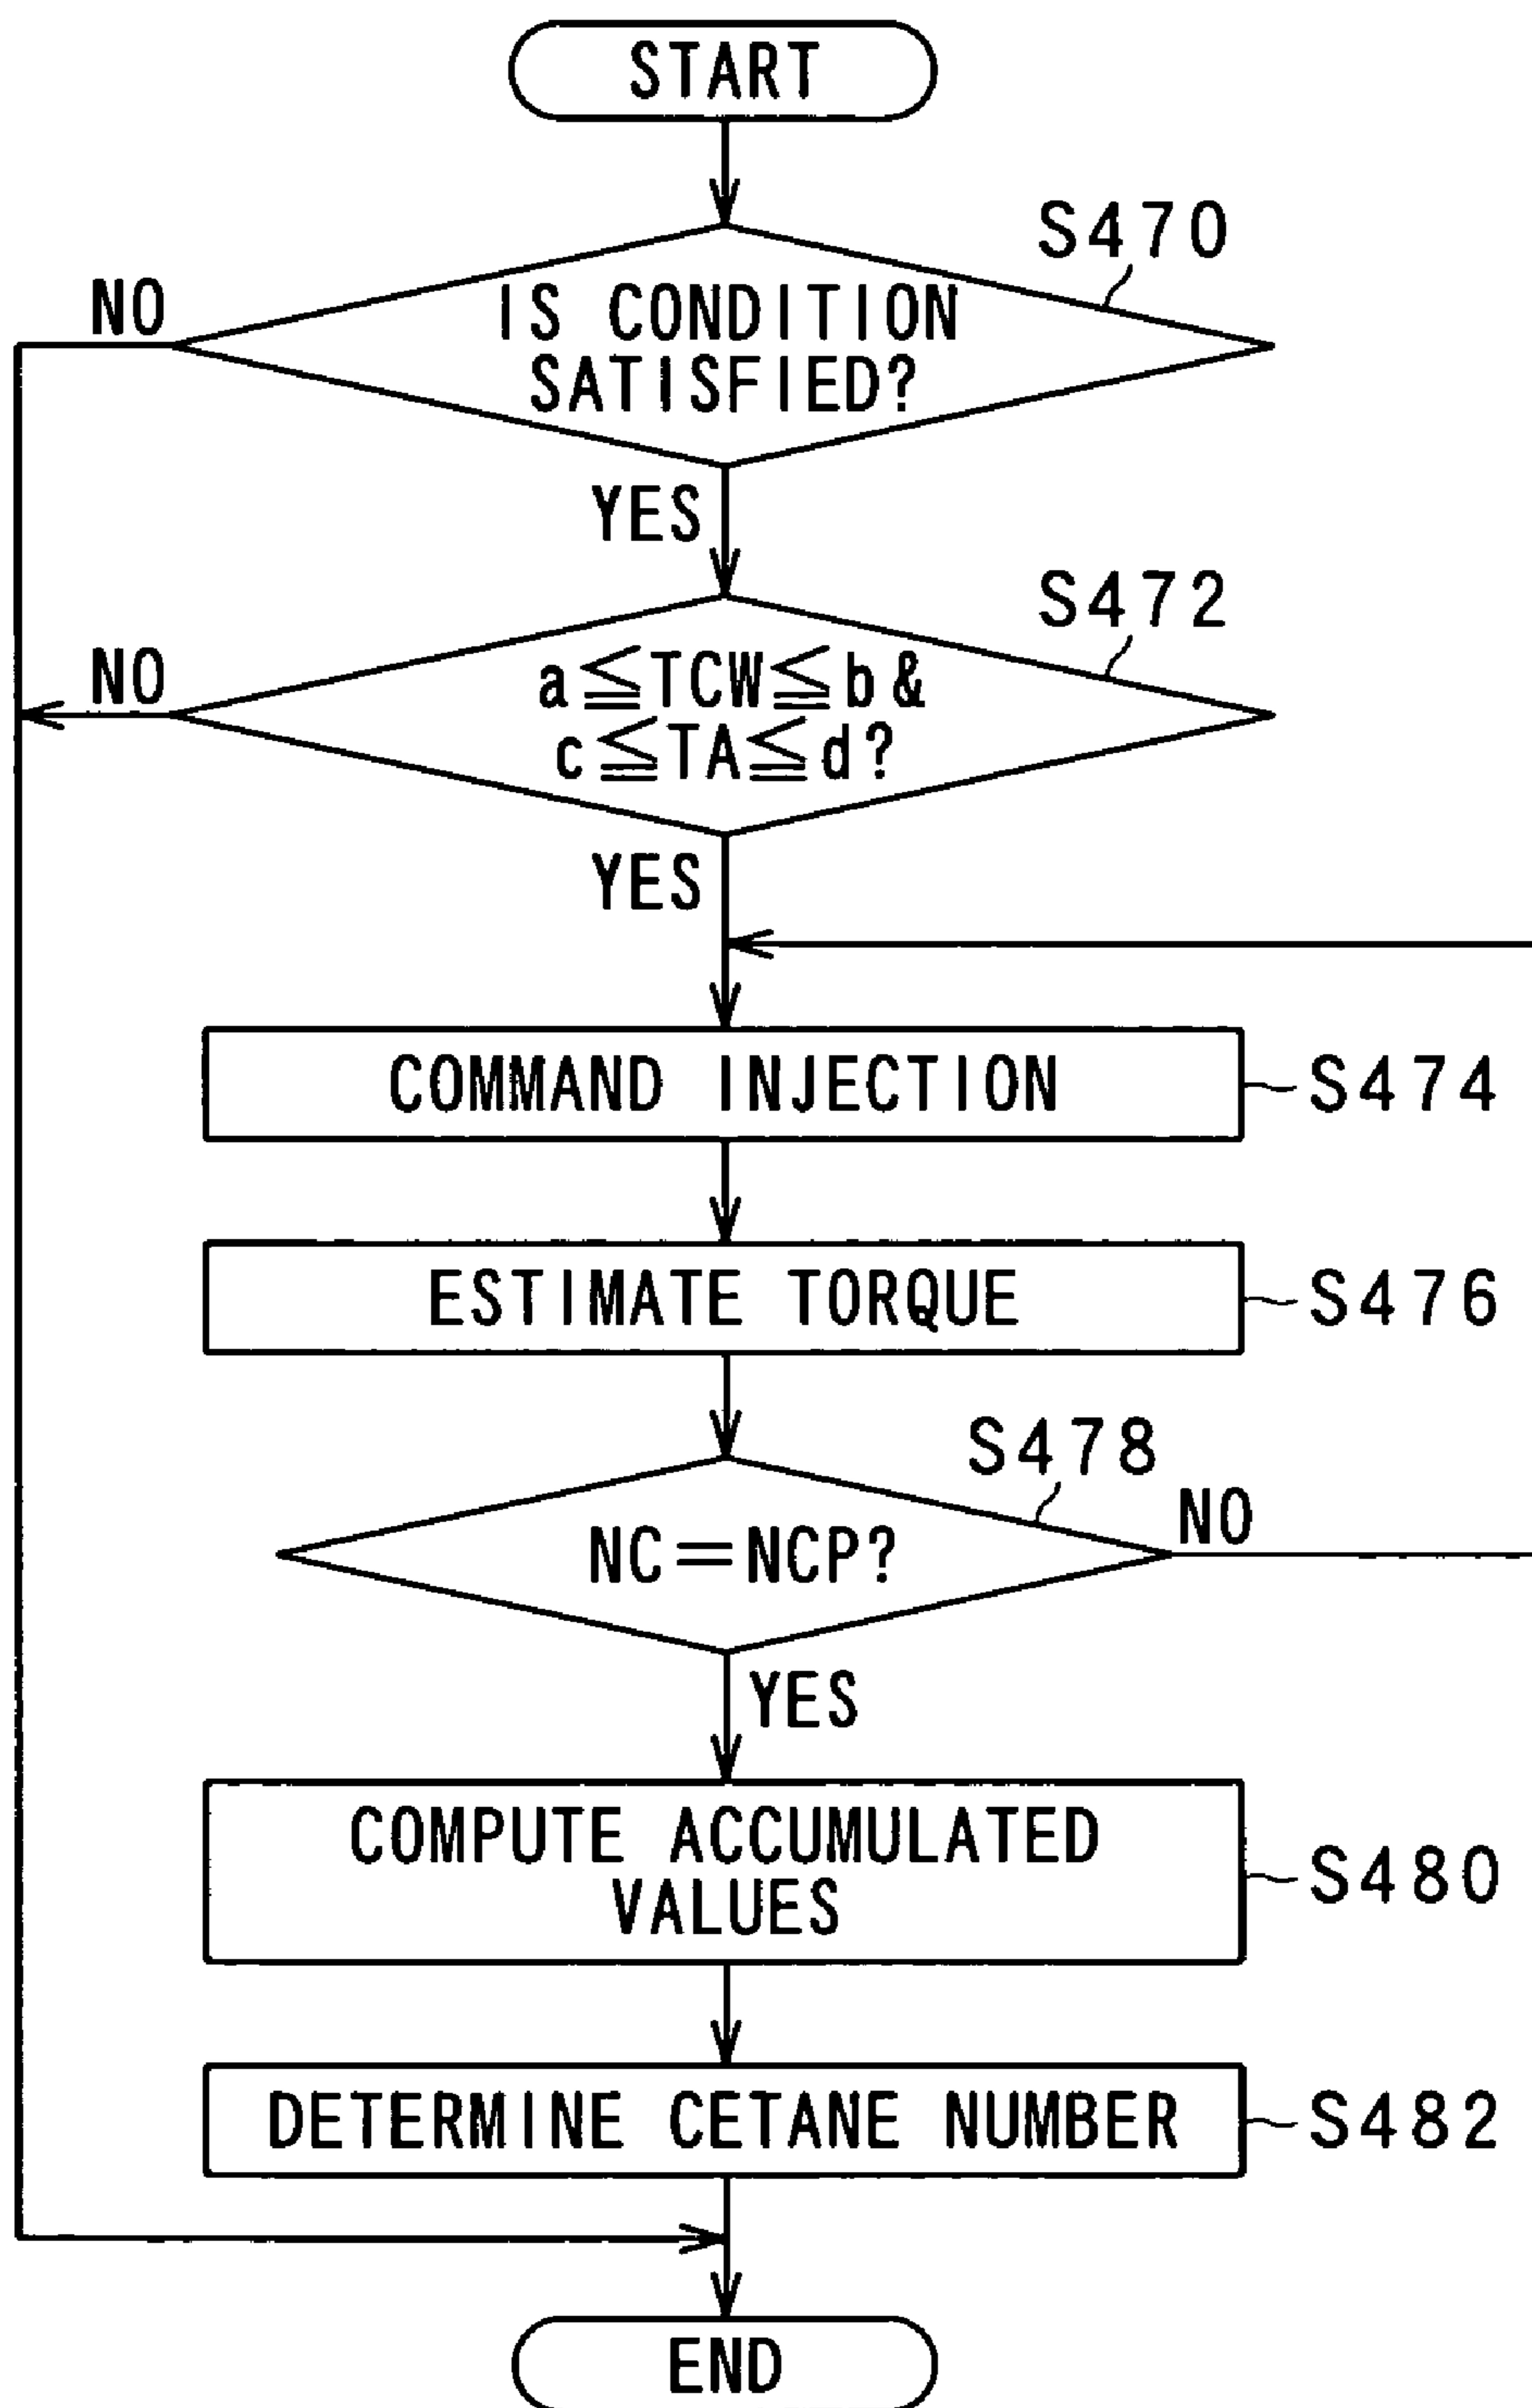 START
S470
NO
IS CONDITION
SATISFIED?
YES
S472
NO
a≦TCW≦b&
c≦TA≦d?
YES
COMMAND INJECTION
S474
ESTIMATE TORQUE
S476
S478
NO
NC=NCP?
YES
COMPUTE ACCUMULATED
VALUES
S480
DETERMINE CETANE NUMBER
S482
END